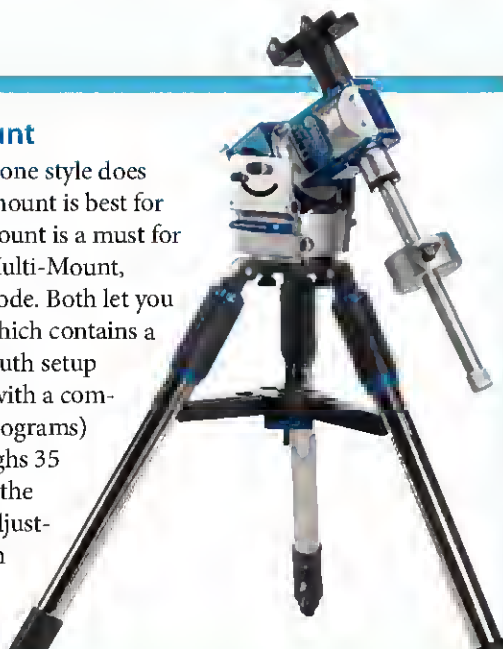 unt
one style does
nount is best for
ount is a must for
ulti-Mount,
ode. Both let you
hich contains a
uth setup
with a com-
ograms)
ghs 35
the
djust-
n